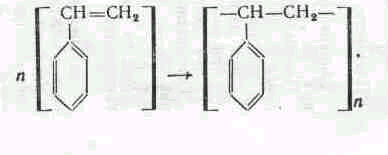 n [CH=CH₂] → [—CH—CH₂—]n.